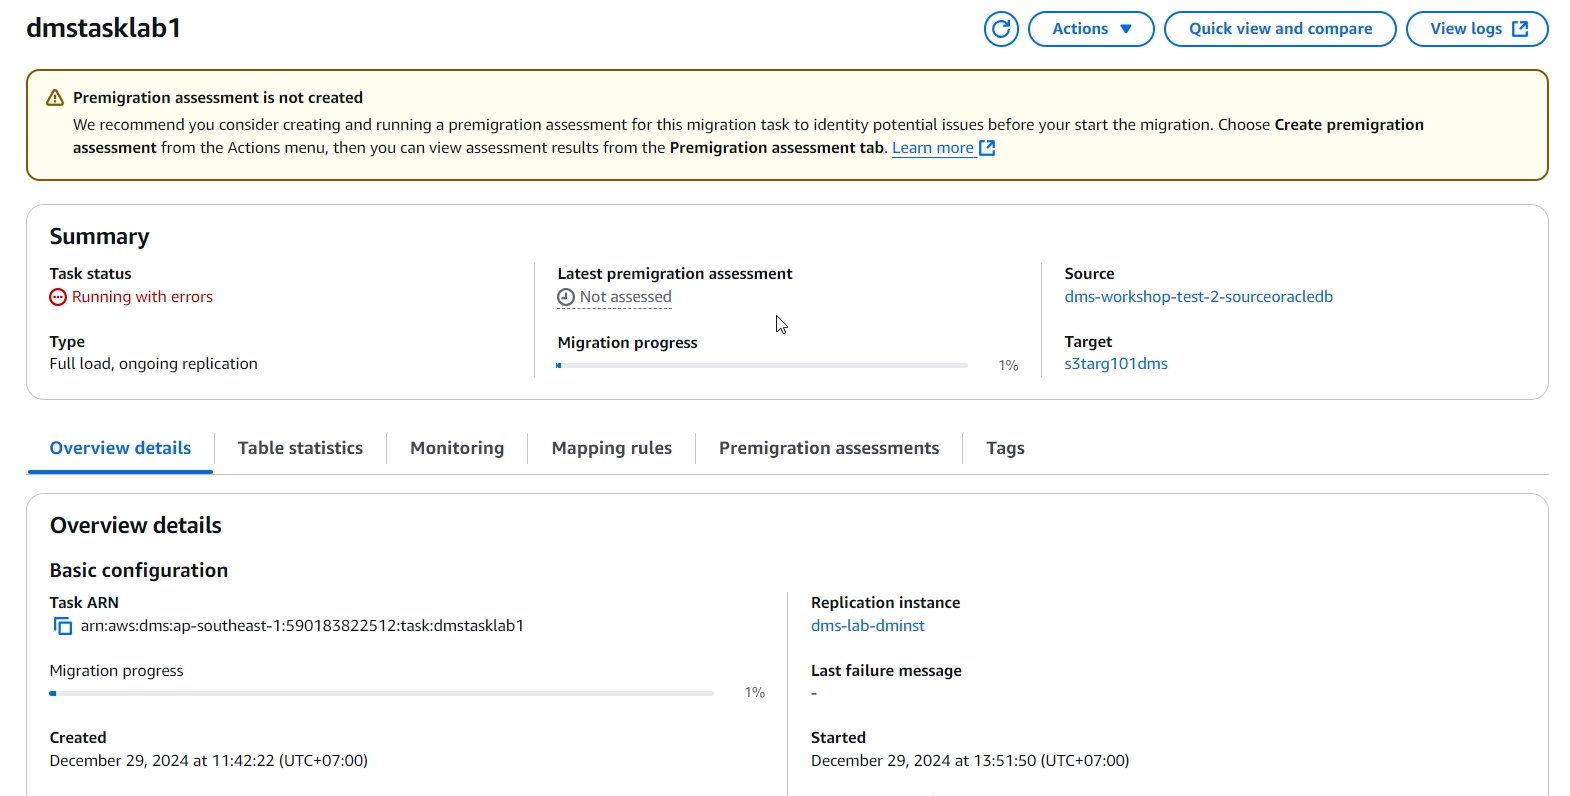 dmstasklab1
Actions
Quick view and compare
View logs
Premigration assessment is not created
We recommend you consider creating and running a premigration assessment for this migration task to identity potential issues before your start the migration. Choose Create premigration
assessment from the Actions menu, then you can view assessment results from the Premigration assessment tab. Learn more
Summary
Task status
Running with errors
Type
Full load, ongoing replication
Latest premigration assessment
Not assessed
Migration progress
1%
Source
dms-workshop-test-2-sourceoracledb
Target
s3targ101dms
Overview details
Table statistics
Monitoring
Mapping rules
Premigration assessments
Tags
Overview details
Basic configuration
Task ARN
arn:aws:dms:ap-southeast-1:590183822512:task:dmstasklab1
Migration progress
1%
Created
December 29, 2024 at 11:42:22 (UTC+07:00)
Replication instance
dms-lab-dminst
Last failure message
-
Started
December 29, 2024 at 13:51:50 (UTC+07:00)